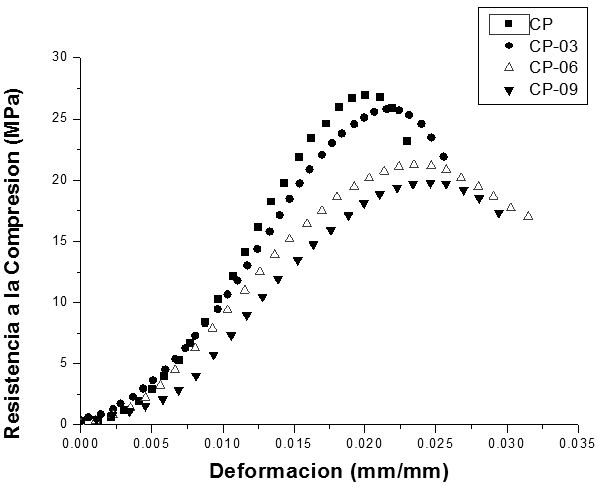 CP
CP-03
CP-06
CP-09
30
25
20
15
10
5
0
0.000 0.005 0.010 0.015 0.020 0.025 0.030 0.035
Resistencia a la Compresion (MPa)
Deformacion (mm/mm)